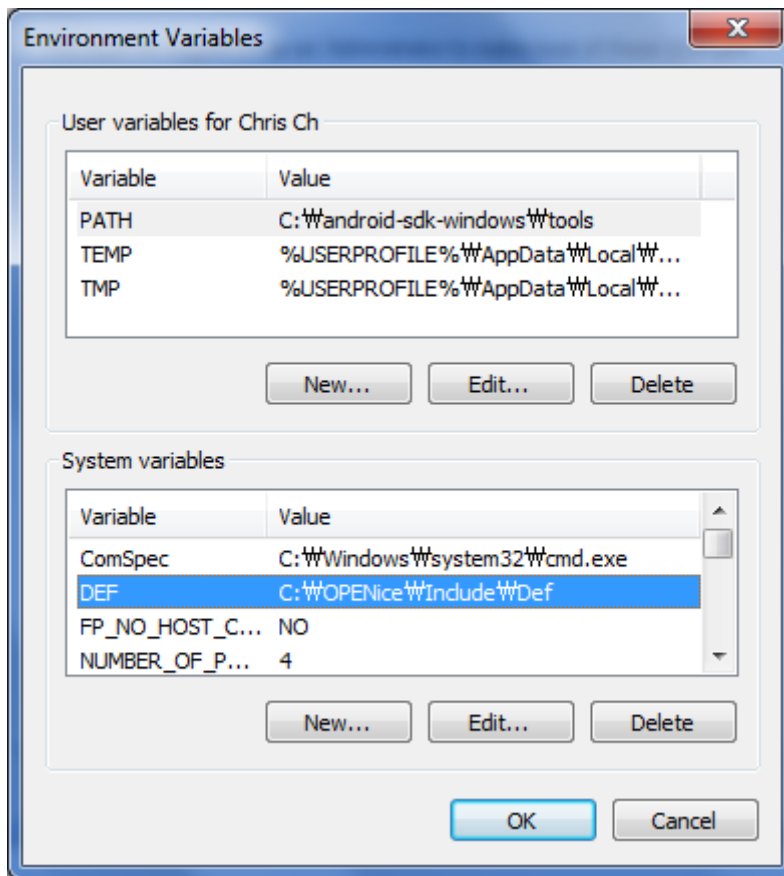 Environment Variables
User variables for Chris Ch
Variable Value
PATH C:₩android-sdk-windows₩tools
TEMP %USERPROFILE%₩AppData₩Local₩...
TMP %USERPROFILE%₩AppData₩Local₩...
New... Edit... Delete
System variables
Variable Value
ComSpec C:₩Windows₩system32₩cmd.exe
DEF C:₩OPENice₩Include₩Def
FP_NO_HOST_C... NO
NUMBER_OF_P... 4
New... Edit... Delete
OK Cancel